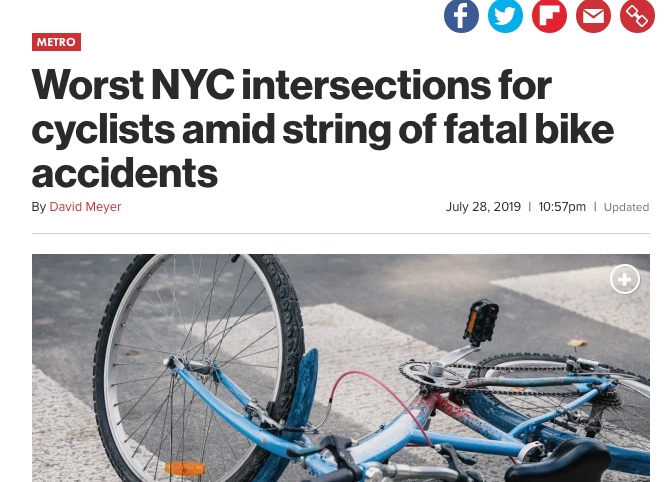 METRO
Worst NYC intersections for
cyclists amid string of fatal bike
accidents
By David Meyer
July 28, 2019 | 10:57pm | Updated